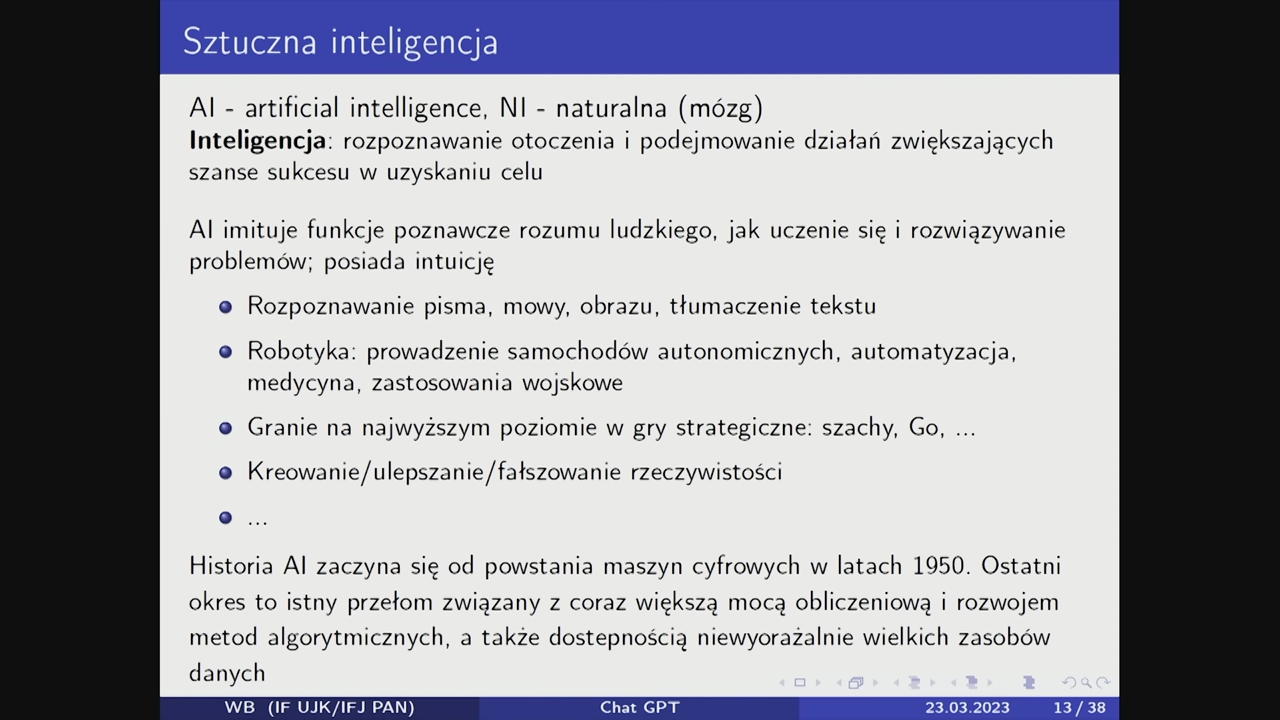 Sztuczna inteligencja
AI - artificial intelligence, NI - naturalna (mózg)
Inteligencja: rozpoznawanie otoczenia i podejmowanie działań zwiększających
szanse sukcesu w uzyskaniu celu
AI imituje funkcje poznawcze rozumu ludzkiego, jak uczenie się i rozwiązywanie
problemów; posiada intuicję
Rozpoznawanie pisma, mowy, obrazu, tłumaczenie tekstu
Robotyka: prowadzenie samochodów autonomicznych, automatyzacja,
medycyna, zastosowania wojskowe
Granie na najwyższym poziomie w gry strategiczne: szachy, Go, ...
Kreowanie/ulepszanie/fałszowanie rzeczywistości
...
Historia AI zaczyna się od powstania maszyn cyfrowych w latach 1950. Ostatni
okres to istny przełom związany z coraz większą mocą obliczeniową i rozwojem
metod algorytmicznych, a także dostepnością niewyorażalnie wielkich zasobów
danych
WB (IF UJK/IFJ PAN) Chat GPT 23.03.2023 13 / 38